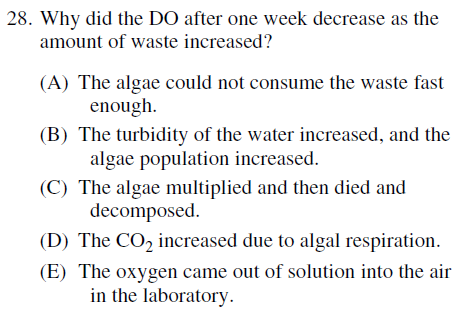 28. Why did the DO after one week decrease as the
amount of waste increased?
(A) The algae could not consume the waste fast
enough.
(B) The turbidity of the water increased, and the
algae population increased.
(C) The algae multiplied and then died and
decomposed.
(D) The CO₂ increased due to algal respiration.
(E) The oxygen came out of solution into the air
in the laboratory.